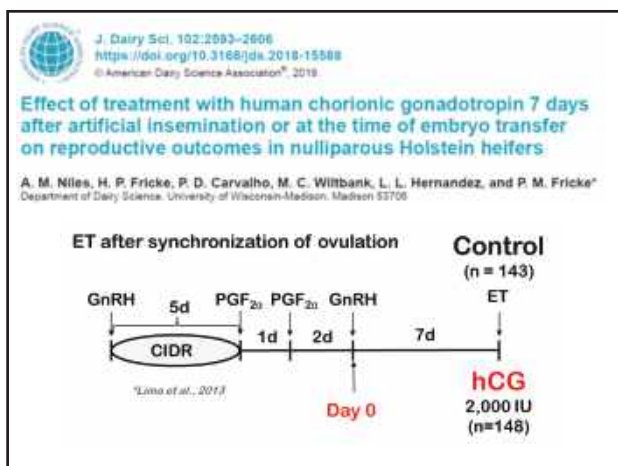 J. Dairy Sci. 102:2593–2606
https://doi.org/10.3168/jds.2018-15588
© American Dairy Science Association®, 2019.
Effect of treatment with human chorionic gonadotropin 7 days
after artificial insemination or at the time of embryo transfer
on reproductive outcomes in nulliparous Holstein heifers
A. M. Niles, H. P. Fricke, P. D. Carvalho, M. C. Wiltbank, L. L. Hernandez, and P. M. Fricke*
Department of Dairy Science, University of Wisconsin-Madison, Madison 53706
ET after synchronization of ovulation
Control
(n = 143)
GnRH 5d PGF2α PGF2α GnRH ET
1d 2d 7d
CIDR
*Lima et al., 2013
Day 0
hCG
2,000 IU
(n=148)